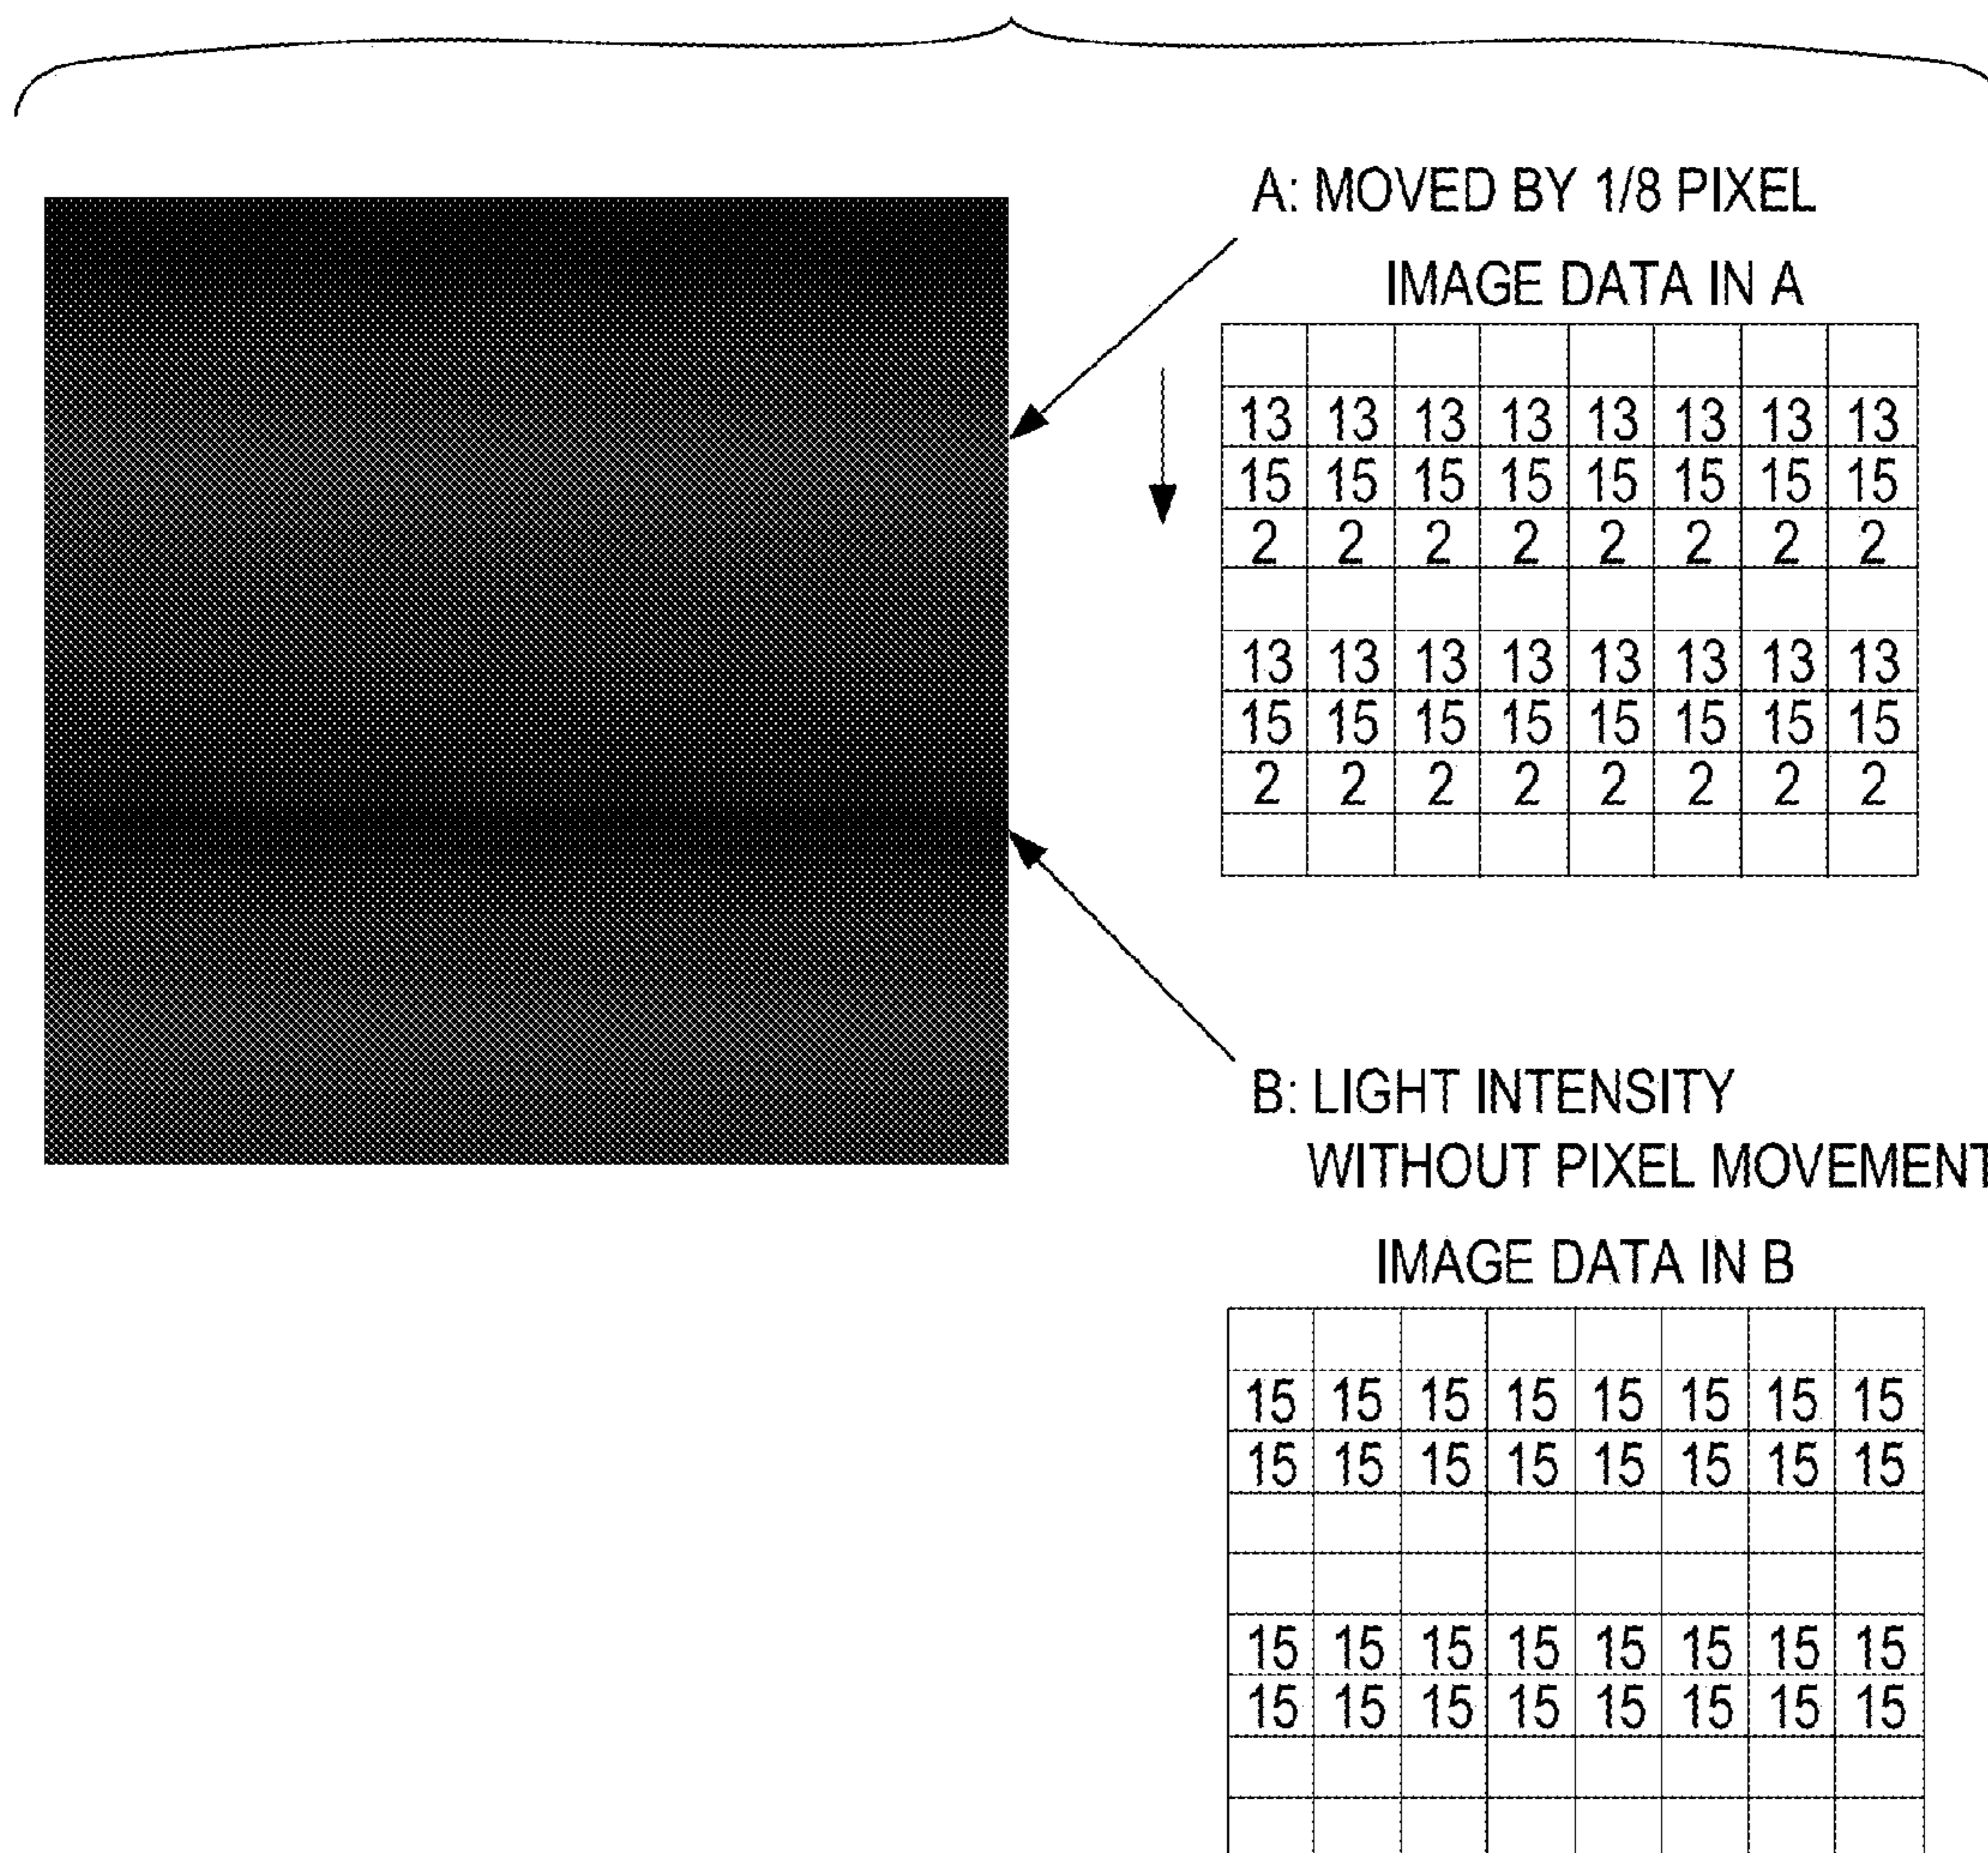 A: MOVED BY 1/8 PIXEL
IMAGE DATA IN A
13 13 13 13 13 13 13 13
15 15 15 15 15 15 15 15
2 2 2 2 2 2 2 2
13 13 13 13 13 13 13 13
15 15 15 15 15 15 15 15
2 2 2 2 2 2 2 2
B: LIGHT INTENSITY
WITHOUT PIXEL MOVEMENT
IMAGE DATA IN B
15 15 15 15 15 15 15 15
15 15 15 15 15 15 15 15
15 15 15 15 15 15 15 15
15 15 15 15 15 15 15 15